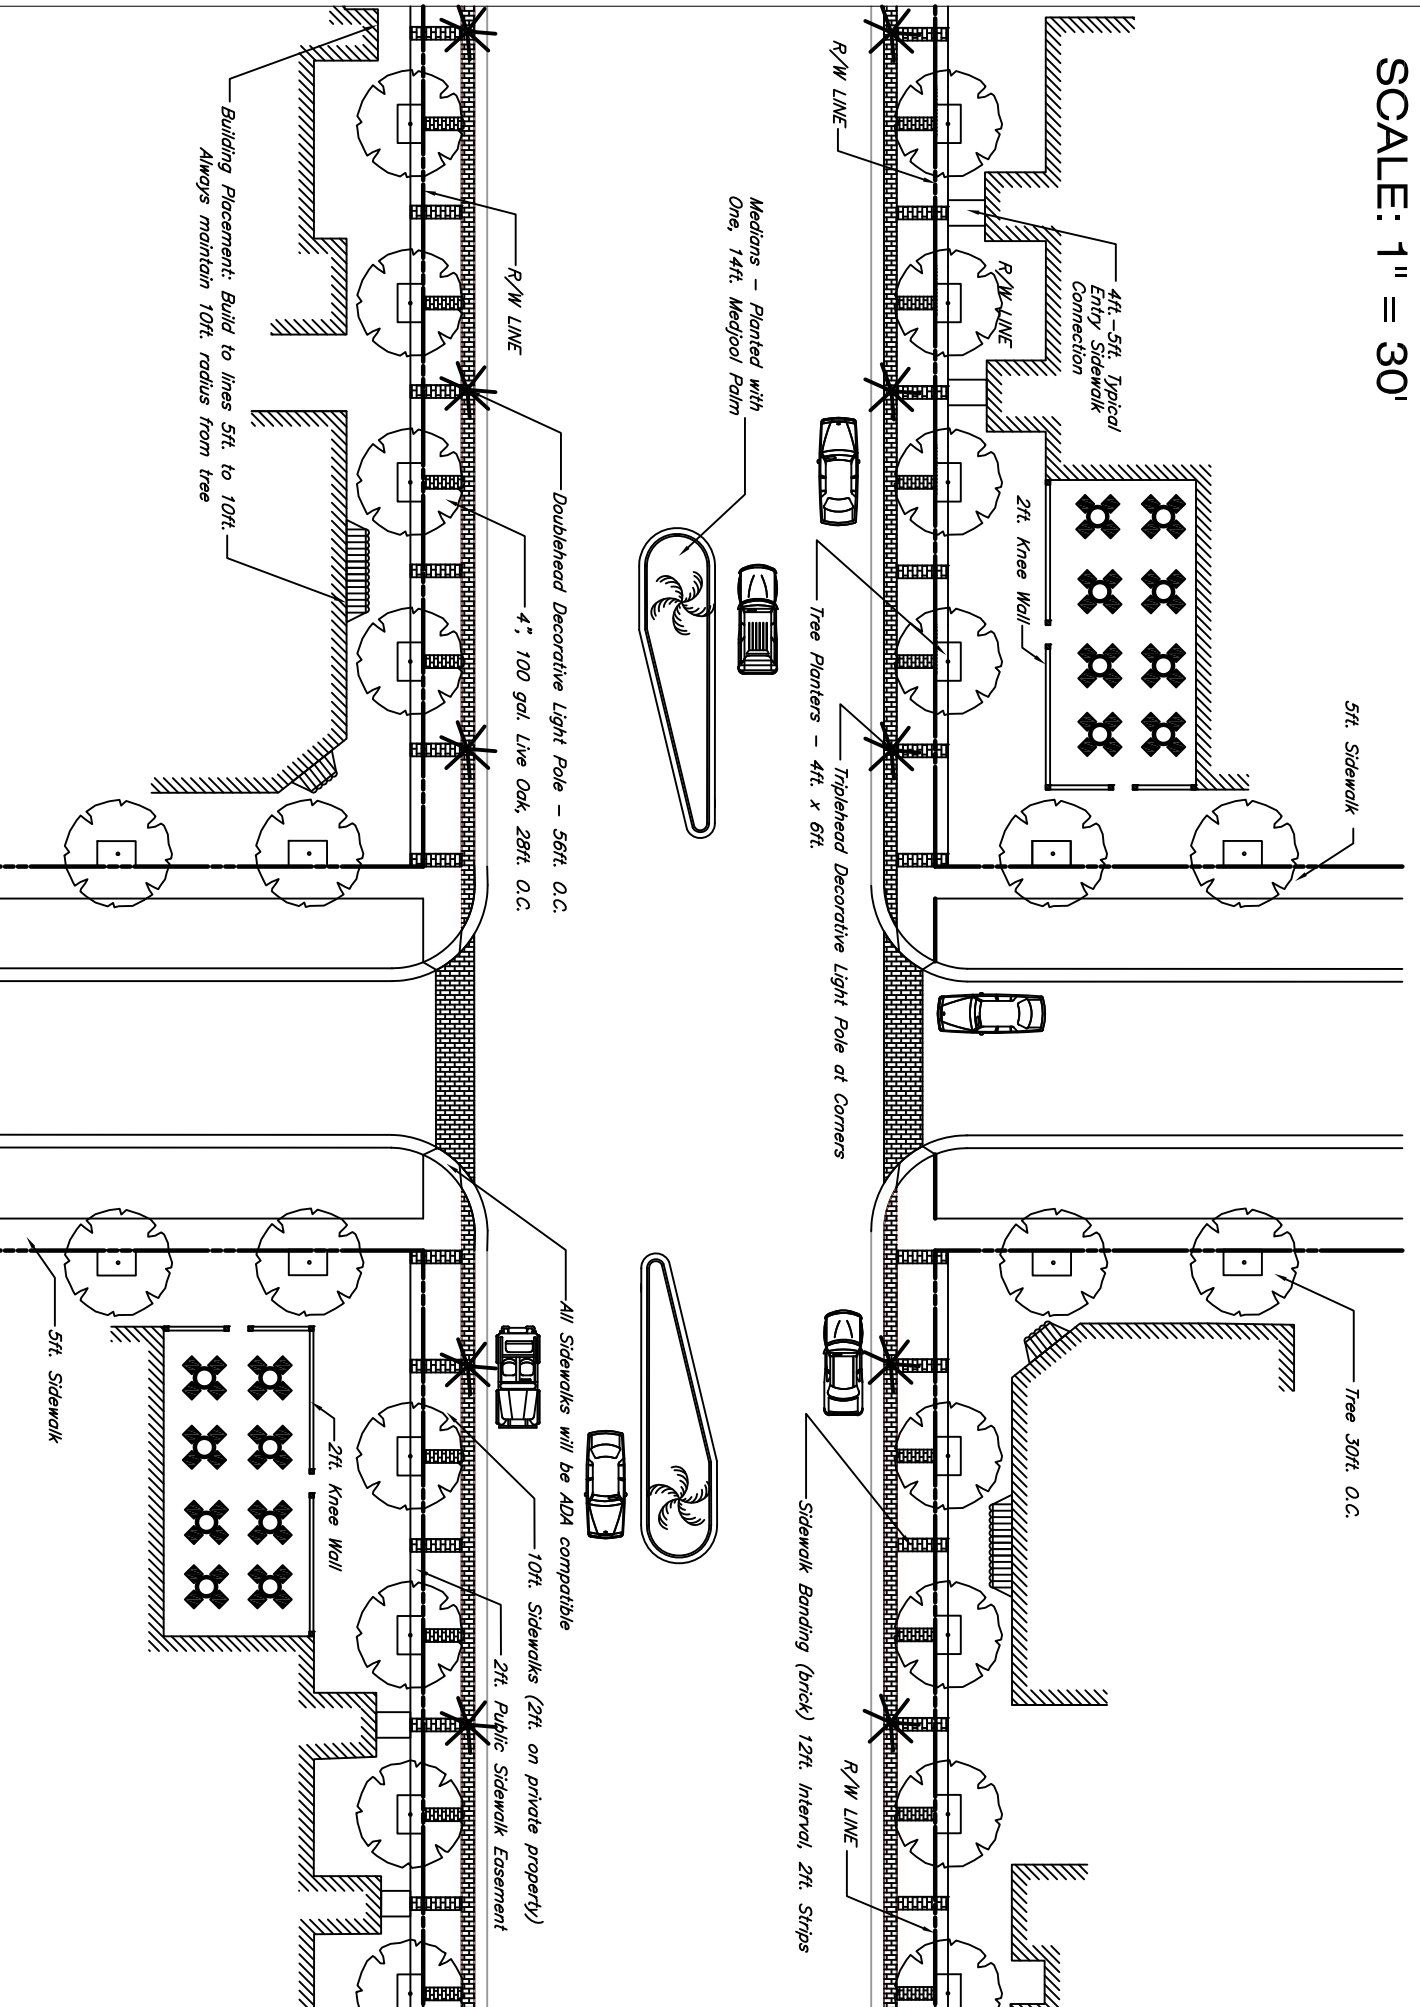 SCALE: 1" = 30'
5ft. Sidewalk
Tree 30ft. O.C.
4ft.-5ft. Typical
Entry Sidewalk
Connection
2ft. Knee Wall
R/W LINE
R/W LINE
R/W LINE
Tree Planters - 4ft. x 6ft.
Triplehead Decorative Light Pole at Corners
Sidewalk Banding (brick) 12ft. Interval, 2ft. Strips
Medians - Planted with
One, 14ft. Medjool Palm
Doublehead Decorative Light Pole - 56ft. O.C.
All Sidewalks will be ADA compatible
R/W LINE
4", 100 gal. Live Oak, 28ft. O.C.
10ft. Sidewalks (2ft. on private property)
2ft. Public Sidewalk Easement
2ft. Knee Wall
Building Placement: Build to lines 5ft. to 10ft.
Always maintain 10ft. radius from tree
5ft. Sidewalk